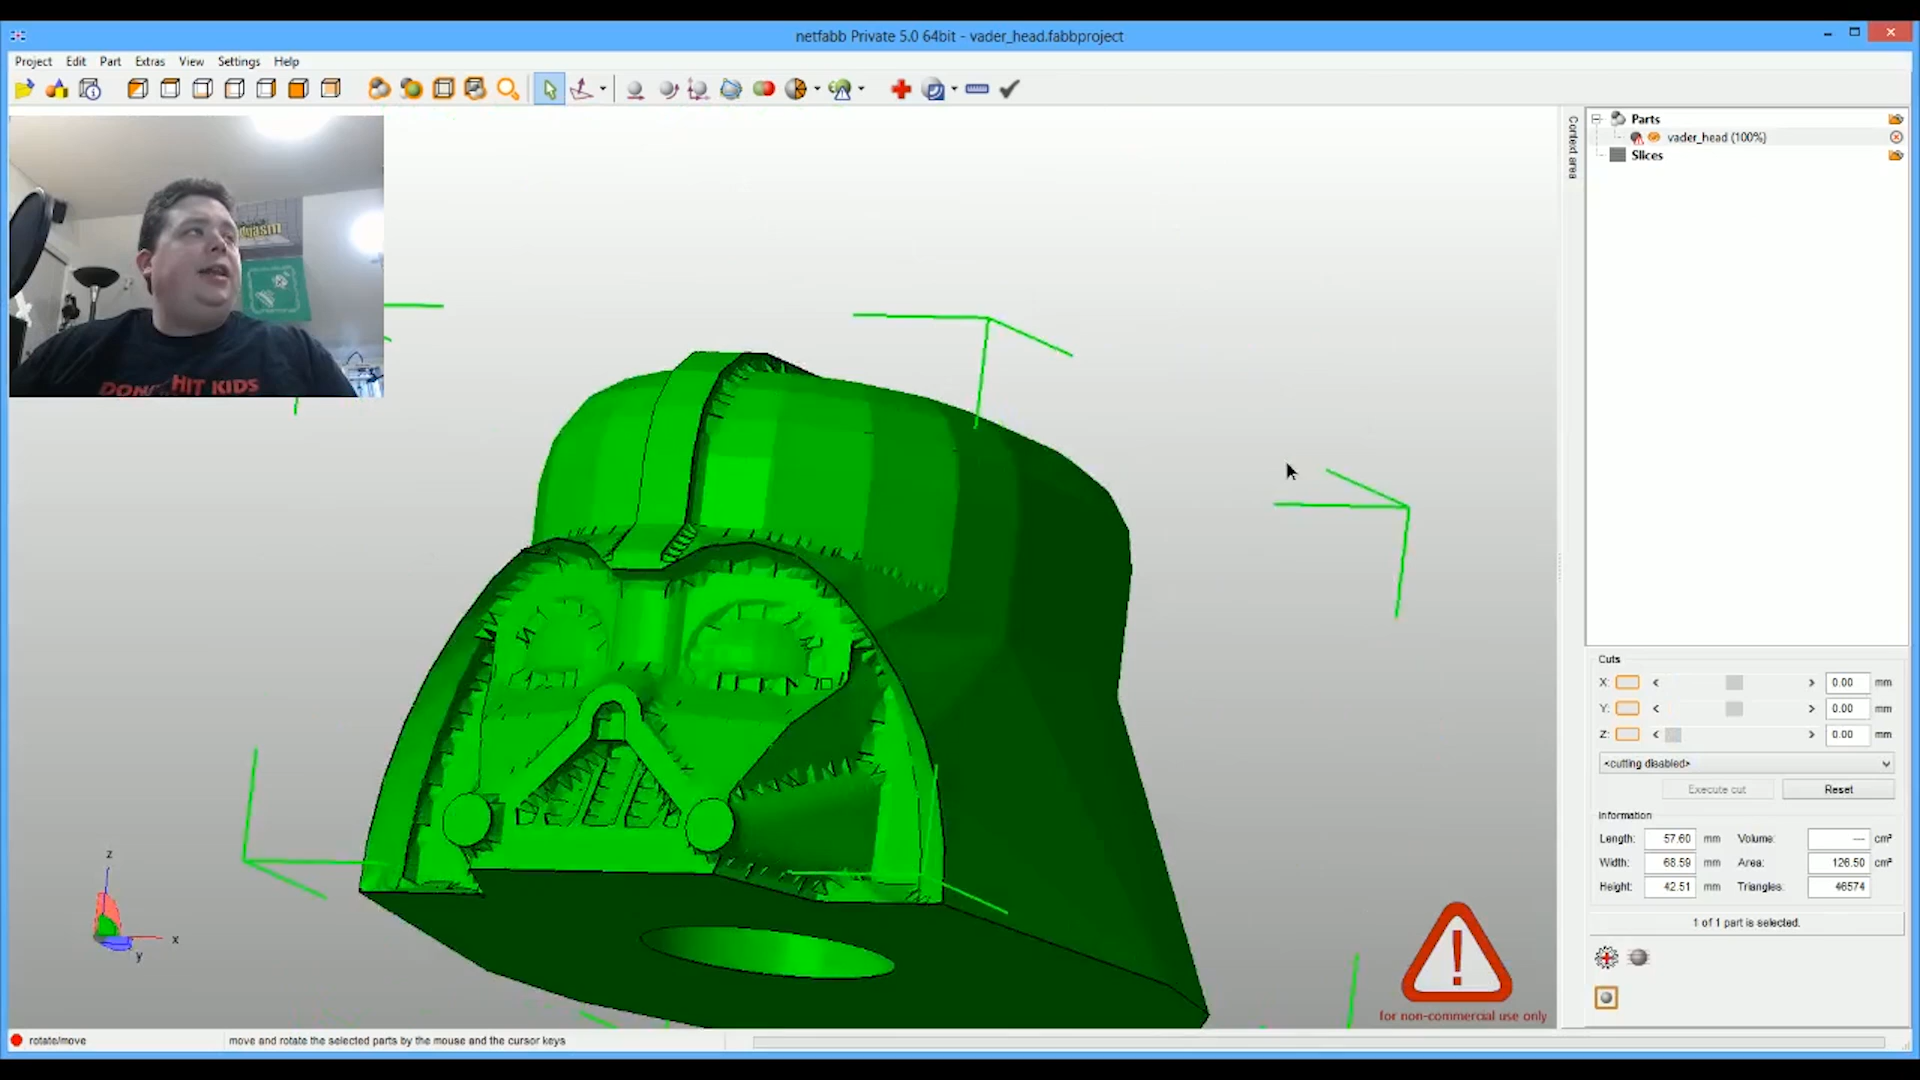 netfabb Private 5.0 64bit - vader_head.fabbproject
Project Edit Part Extras View Settings Help
dgasm
DON'T HIT KIDS
Context area
Parts
vader_head (100%)
Slices
Cuts
X: < > 0.00 mm
Y: < > 0.00 mm
Z: < > 0.00 mm
<cutting disabled>
Execute cut Reset
Information
Length: 57.60 mm Volume: --- cm³
Width: 68.59 mm Area: 126.50 cm²
Height: 42.51 mm Triangles: 46574
1 of 1 part is selected.
z
x
y
!
for non-commercial use only
rotate/move move and rotate the selected parts by the mouse and the cursor keys